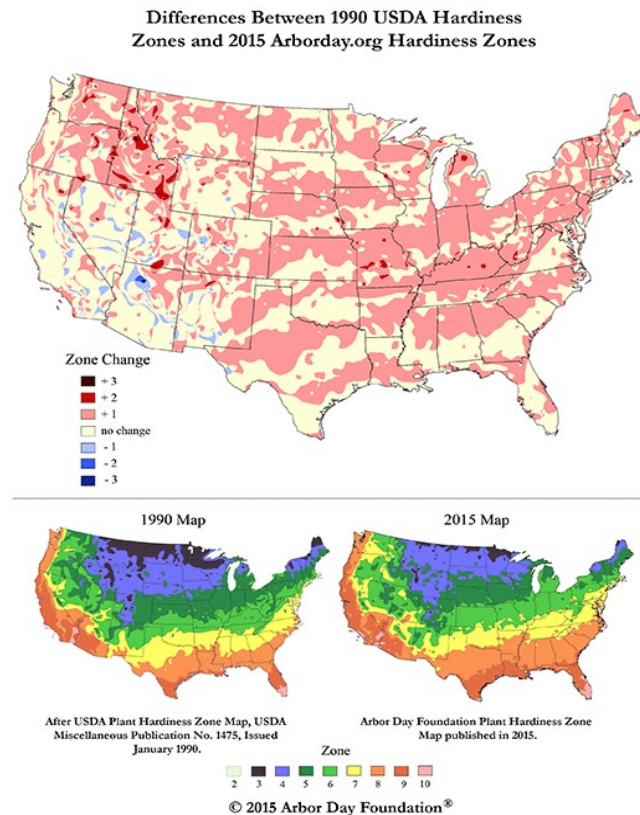 Differences Between 1990 USDA Hardiness
Zones and 2015 Arborday.org Hardiness Zones
Zone Change
+ 3
+ 2
+ 1
no change
- 1
- 2
- 3
1990 Map
2015 Map
After USDA Plant Hardiness Zone Map, USDA
Miscellaneous Publication No. 1475, Issued
January 1990.
Arbor Day Foundation Plant Hardiness Zone
Map published in 2015.
Zone
2 3 4 5 6 7 8 9 10
© 2015 Arbor Day Foundation®